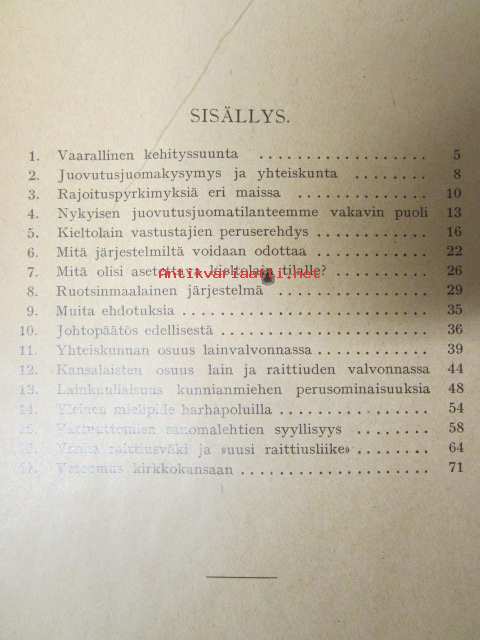 SISÄLLYS.
1. Vaarallinen kehityssuunta .................. 5
2. Juovutusjuomakysymys ja yhteiskunta ........ 8
3. Rajoituspyrkimyksiä eri maissa ............ 10
4. Nykyisen juovutusjuomatilanteemme vakavin puoli 13
5. Kieltolain vastustajien peruserehdys ........ 16
6. Mitä järjestelmiltä voidaan odottaa ........ 22
7. Mitä olisi kieltolain tilalle? ........ 26
Antikvariaatti.net
8. Ruotsinmaalainen järjestelmä ............ 29
9. Muita ehdotuksia .................. 35
10. Johtopäätös edellisestä ................ 36
11. Yhteiskunnan osuus lainvalvonnassa ........ 39
12. Kansalaisten osuus lain ja raittiuden valvonnassa 44
13. Lainkuuliaisuus kunnianmiehen perusominaisuuksia 48
14. Yleinen mielipide harhapoluilla ............ 54
sanomalehtien syyllisyys ........ 58
raittiusväki ja «uusi raittiusliike» ........ 64
17. Vetoomus kirkkokansaan ................ 71